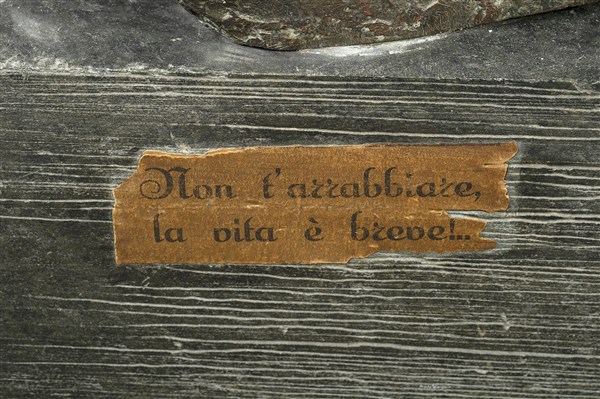 Non t'arrabbiare,
la vita è breve!..